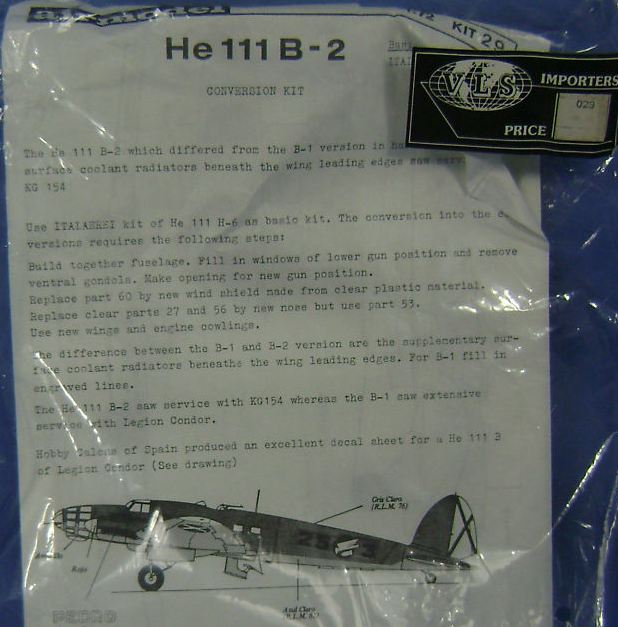 model
KIT 29
He 111 B-2
CONVERSION KIT
VLS
IMPORTERS
029
PRICE
The He 111 B-2 which differed from the B-1 version in
surface coolant radiators beneath the wing leading edges saw
KG 154
Use ITALAEREI kit of He 111 H-6 as basic kit. The conversion into the
versions requires the following steps:
Build together fuselage. Fill in windows of lower gun position and remove
ventral gondola. Make opening for new gun position.
Replace part 60 by new wind shield made from clear plastic material.
Replace clear parts 27 and 56 by new nose but use part 53.
Use new wings and engine cowlings.
The difference between the B-1 and B-2 version are the supplementary sur-
face coolant radiators beneaths the wing leading edges. For B-1 fill in
engraved lines.
The He 111 B-2 saw service with KG154 whereas the B-1 saw extensive
service with Legion Condor.
Hobby Talens of Spain produced an excellent decal sheet for a He 111 B
of Legion Condor (See drawing)
Gris Claro
(R.L.M. 76)
Rojo
Azul Claro
PEDRO